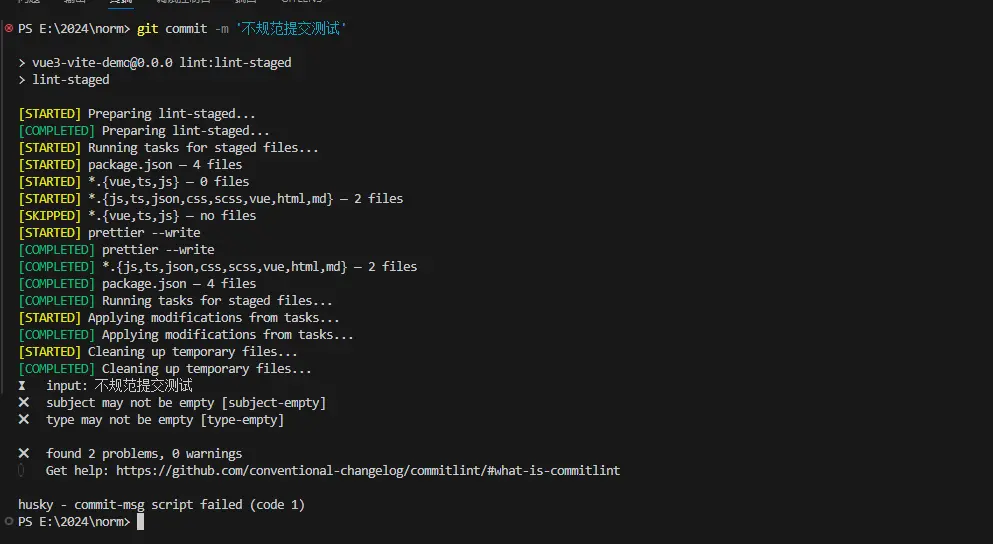 PS E:\2024\norm> git commit -m '不规范提交测试'
> vue3-vite-demo@0.0.0 lint:lint-staged
> lint-staged
[STARTED] Preparing lint-staged...
[COMPLETED] Preparing lint-staged...
[STARTED] Running tasks for staged files...
[STARTED] package.json — 4 files
[STARTED] *.{vue,ts,js} — 0 files
[STARTED] *.{js,ts,json,css,scss,vue,html,md} — 2 files
[SKIPPED] *.{vue,ts,js} — no files
[STARTED] prettier --write
[COMPLETED] prettier --write
[COMPLETED] *.{js,ts,json,css,scss,vue,html,md} — 2 files
[COMPLETED] package.json — 4 files
[COMPLETED] Running tasks for staged files...
[STARTED] Applying modifications from tasks...
[COMPLETED] Applying modifications from tasks...
[STARTED] Cleaning up temporary files...
[COMPLETED] Cleaning up temporary files...
⧗ input: 不规范提交测试
✕ subject may not be empty [subject-empty]
✕ type may not be empty [type-empty]
✕ found 2 problems, 0 warnings
Get help: https://github.com/conventional-changelog/commitlint/#what-is-commitlint
husky - commit-msg script failed (code 1)
PS E:\2024\norm>